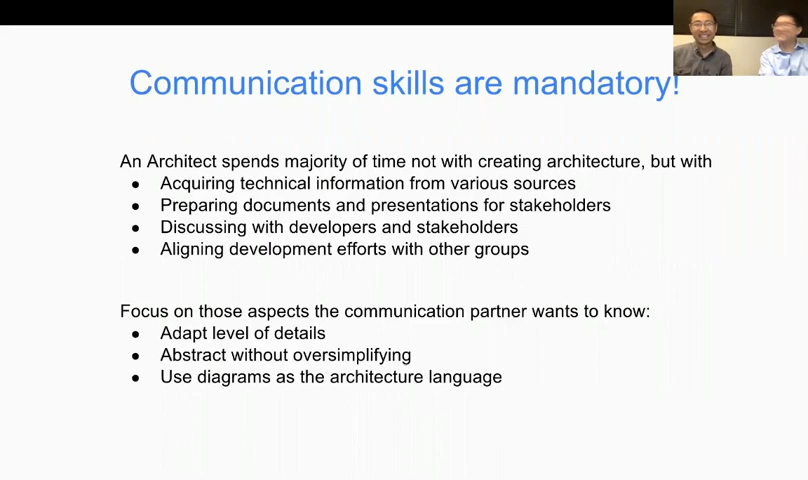 Communication skills are mandatory!
An Architect spends majority of time not with creating architecture, but with
● Acquiring technical information from various sources
● Preparing documents and presentations for stakeholders
● Discussing with developers and stakeholders
● Aligning development efforts with other groups
Focus on those aspects the communication partner wants to know:
● Adapt level of details
● Abstract without oversimplifying
● Use diagrams as the architecture language